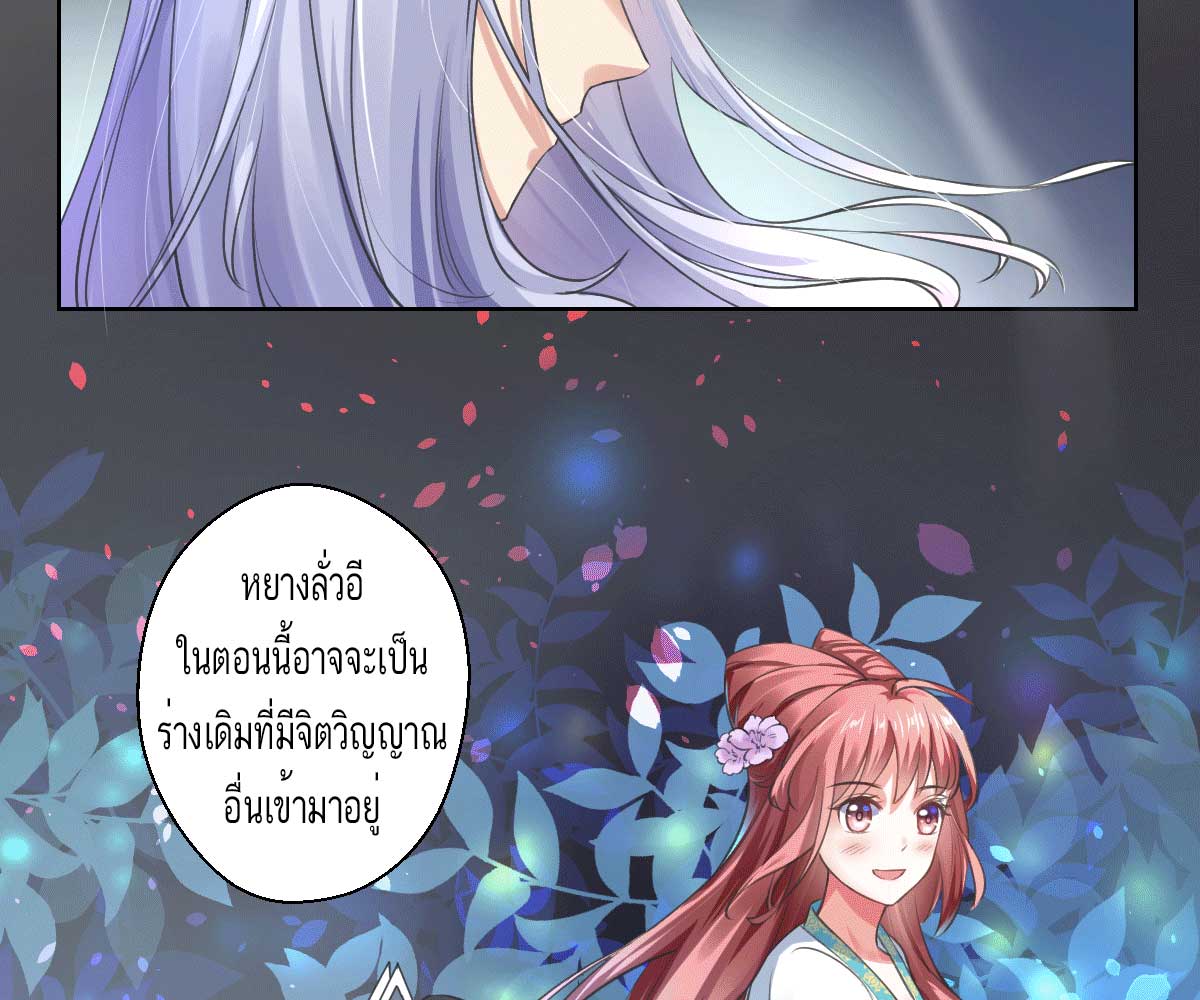 หยางลั่วอี
ในตอนนี้อาจจะเป็น
ร่างเดิมที่มีจิตวิญญาณ
อื่นเข้ามาอยู่